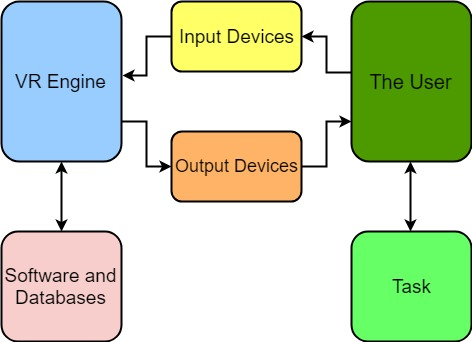 Input Devices
VR Engine
The User
Output Devices
Software and
Databases
Task